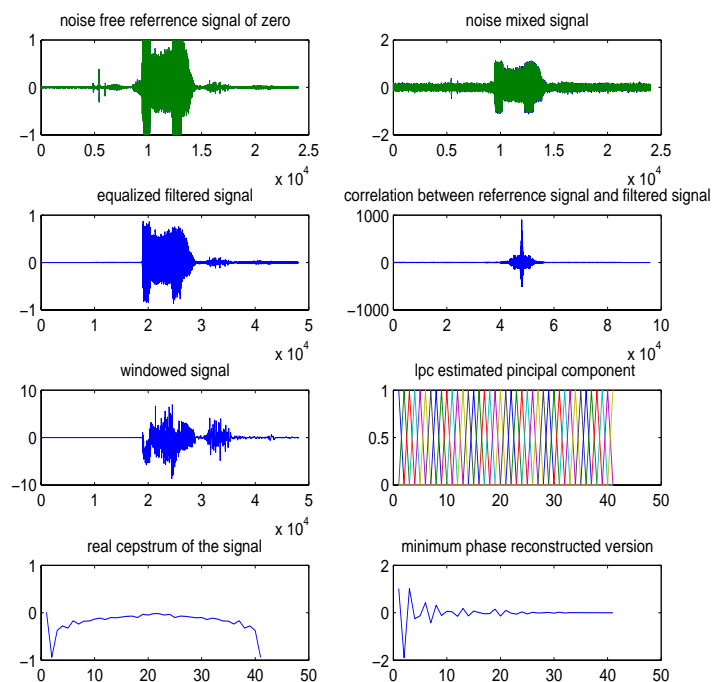 noise free referrence signal of zero
noise mixed signal
1
0
−1
0 0.5 1 1.5 2 2.5
x 10^4
2
0
−2
0 0.5 1 1.5 2 2.5
x 10^4
equalized filtered signal
correlation between referrence signal and filtered signal
1
0
−1
0 1 2 3 4 5
x 10^4
1000
0
−1000
0 2 4 6 8 10
x 10^4
windowed signal
lpc estimated pincipal component
10
0
−10
0 1 2 3 4 5
x 10^4
1
0.5
0
0 10 20 30 40 50
real cepstrum of the signal
minimum phase reconstructed version
1
0
−1
0 10 20 30 40 50
2
0
−2
0 10 20 30 40 50